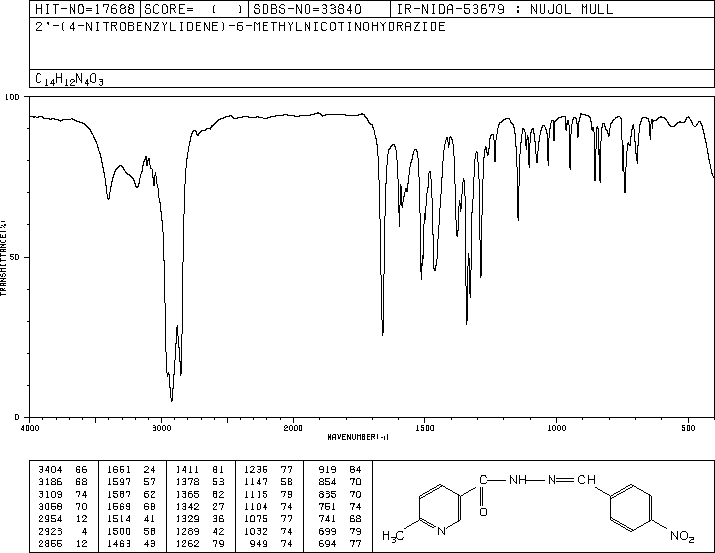 HIT-NO=17688 SCORE= ( ) SDBS-NO=33840 IR-NIDA-53679 : NUJOL MULL
2'-(4-NITROBENZYLIDENE)-6-METHYLNICOTINOHYDRAZIDE
C14H12N4O3
100
50
0
TRANSMITTANCE(%)
4000 3000 2000 1500 1000 500
WAVENUMBER(-1)
3404 66 1661 24 1411 81 1236 77 919 84
3186 68 1597 57 1378 53 1147 58 854 70
3109 74 1587 62 1365 62 1115 79 835 70
3058 70 1569 68 1342 27 1104 74 751 74
2954 12 1514 41 1329 36 1075 77 741 68
2923 4 1500 58 1289 42 1032 74 699 79
2855 12 1463 43 1262 79 949 74 694 77
C NH N CH
O
H3C N NO2